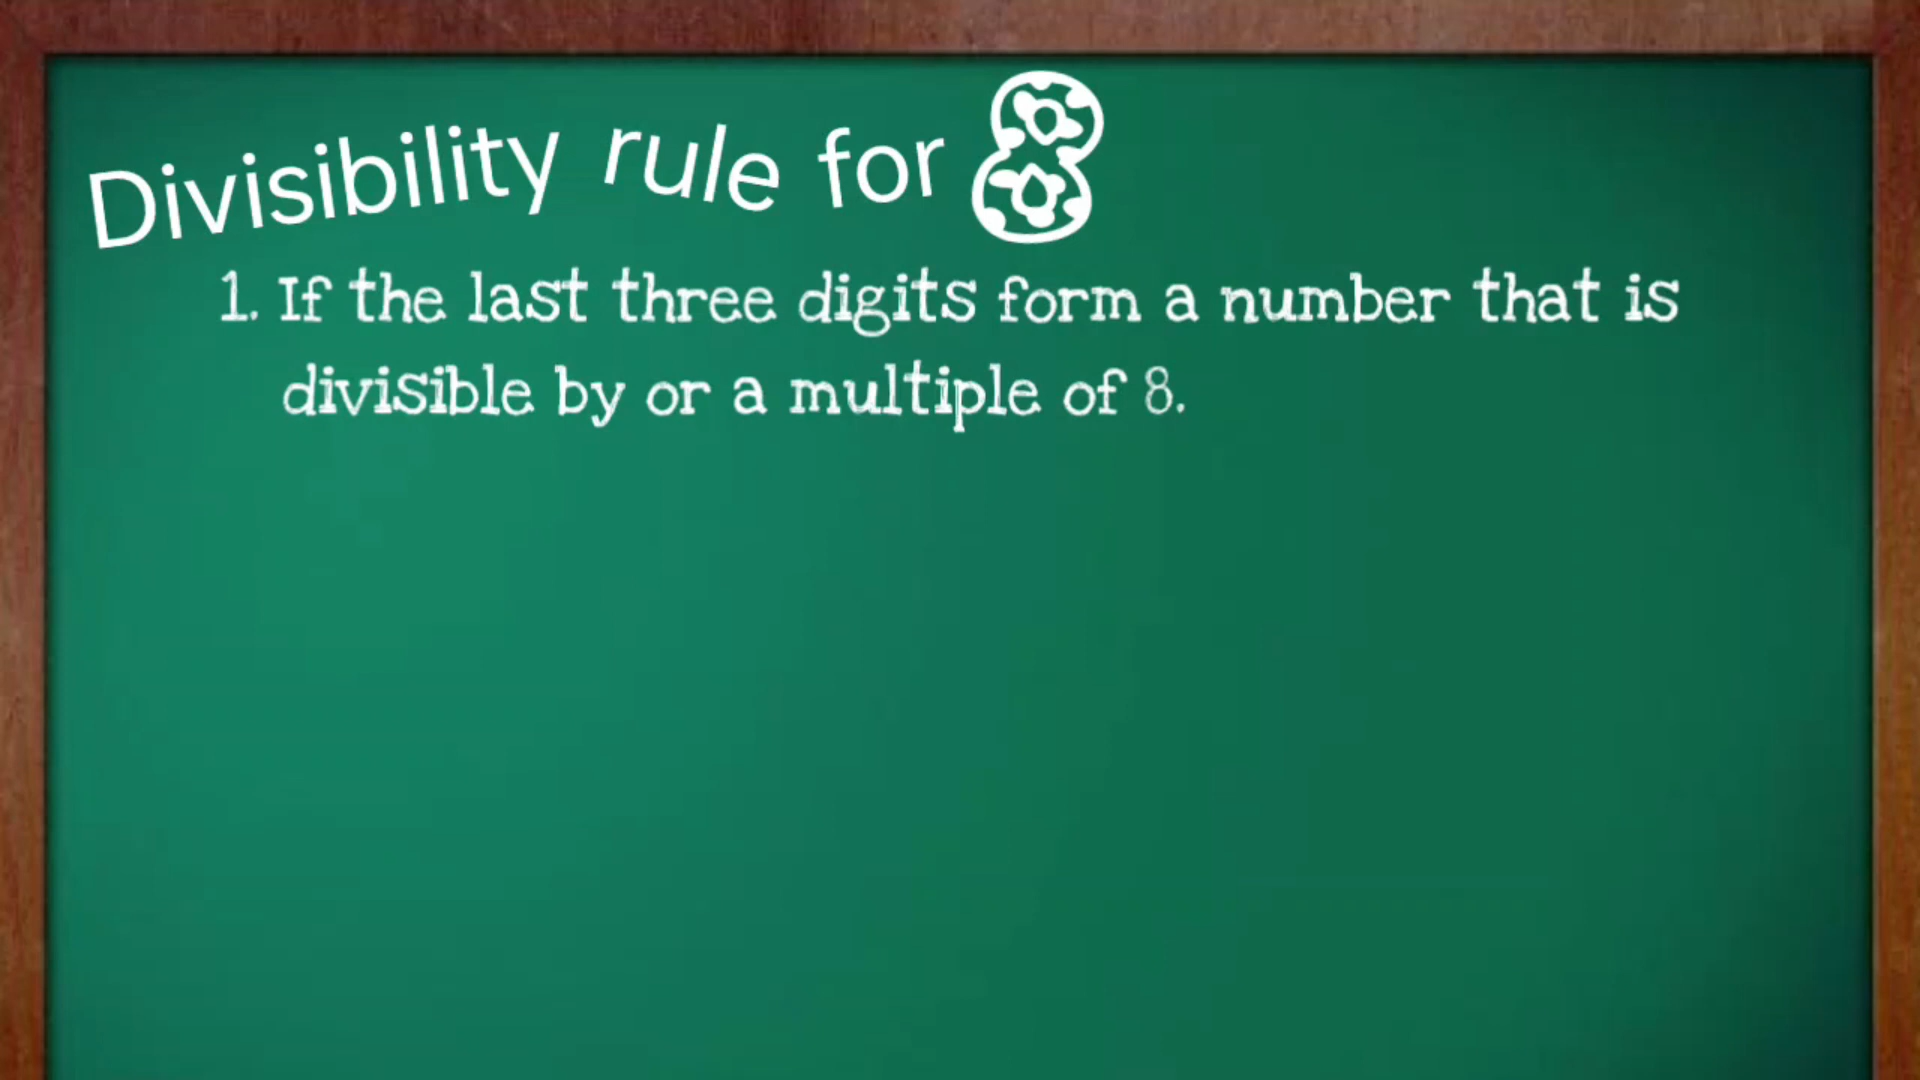 Divisibility rule for 8
1. If the last three digits form a number that is
divisible by or a multiple of 8.